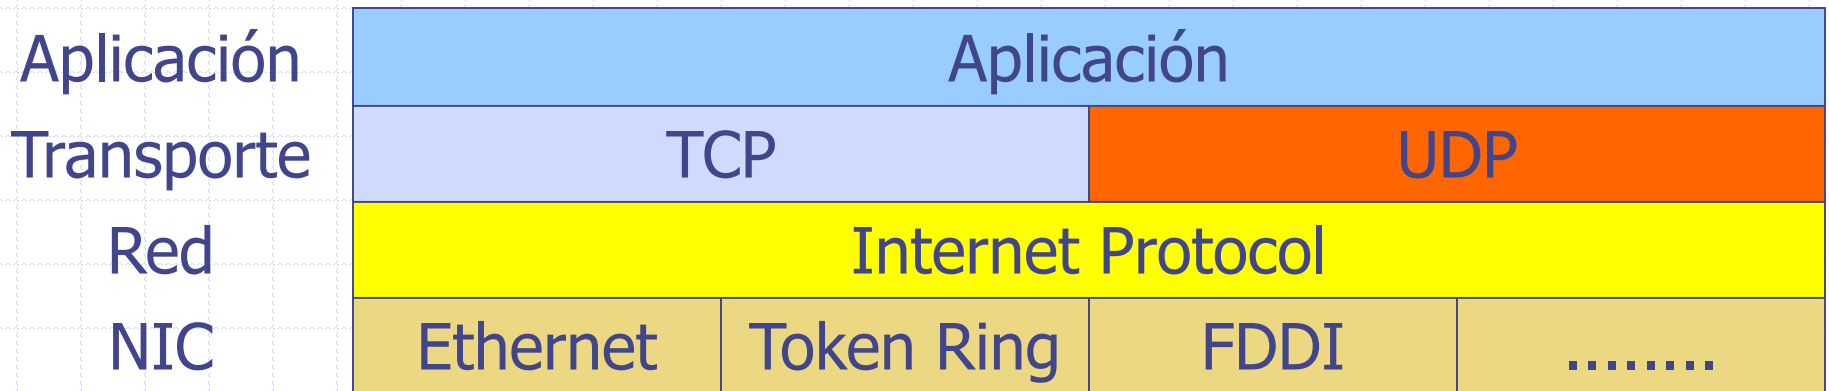 Aplicación Aplicación
Transporte TCP UDP
Red Internet Protocol
NIC Ethernet Token Ring FDDI ........